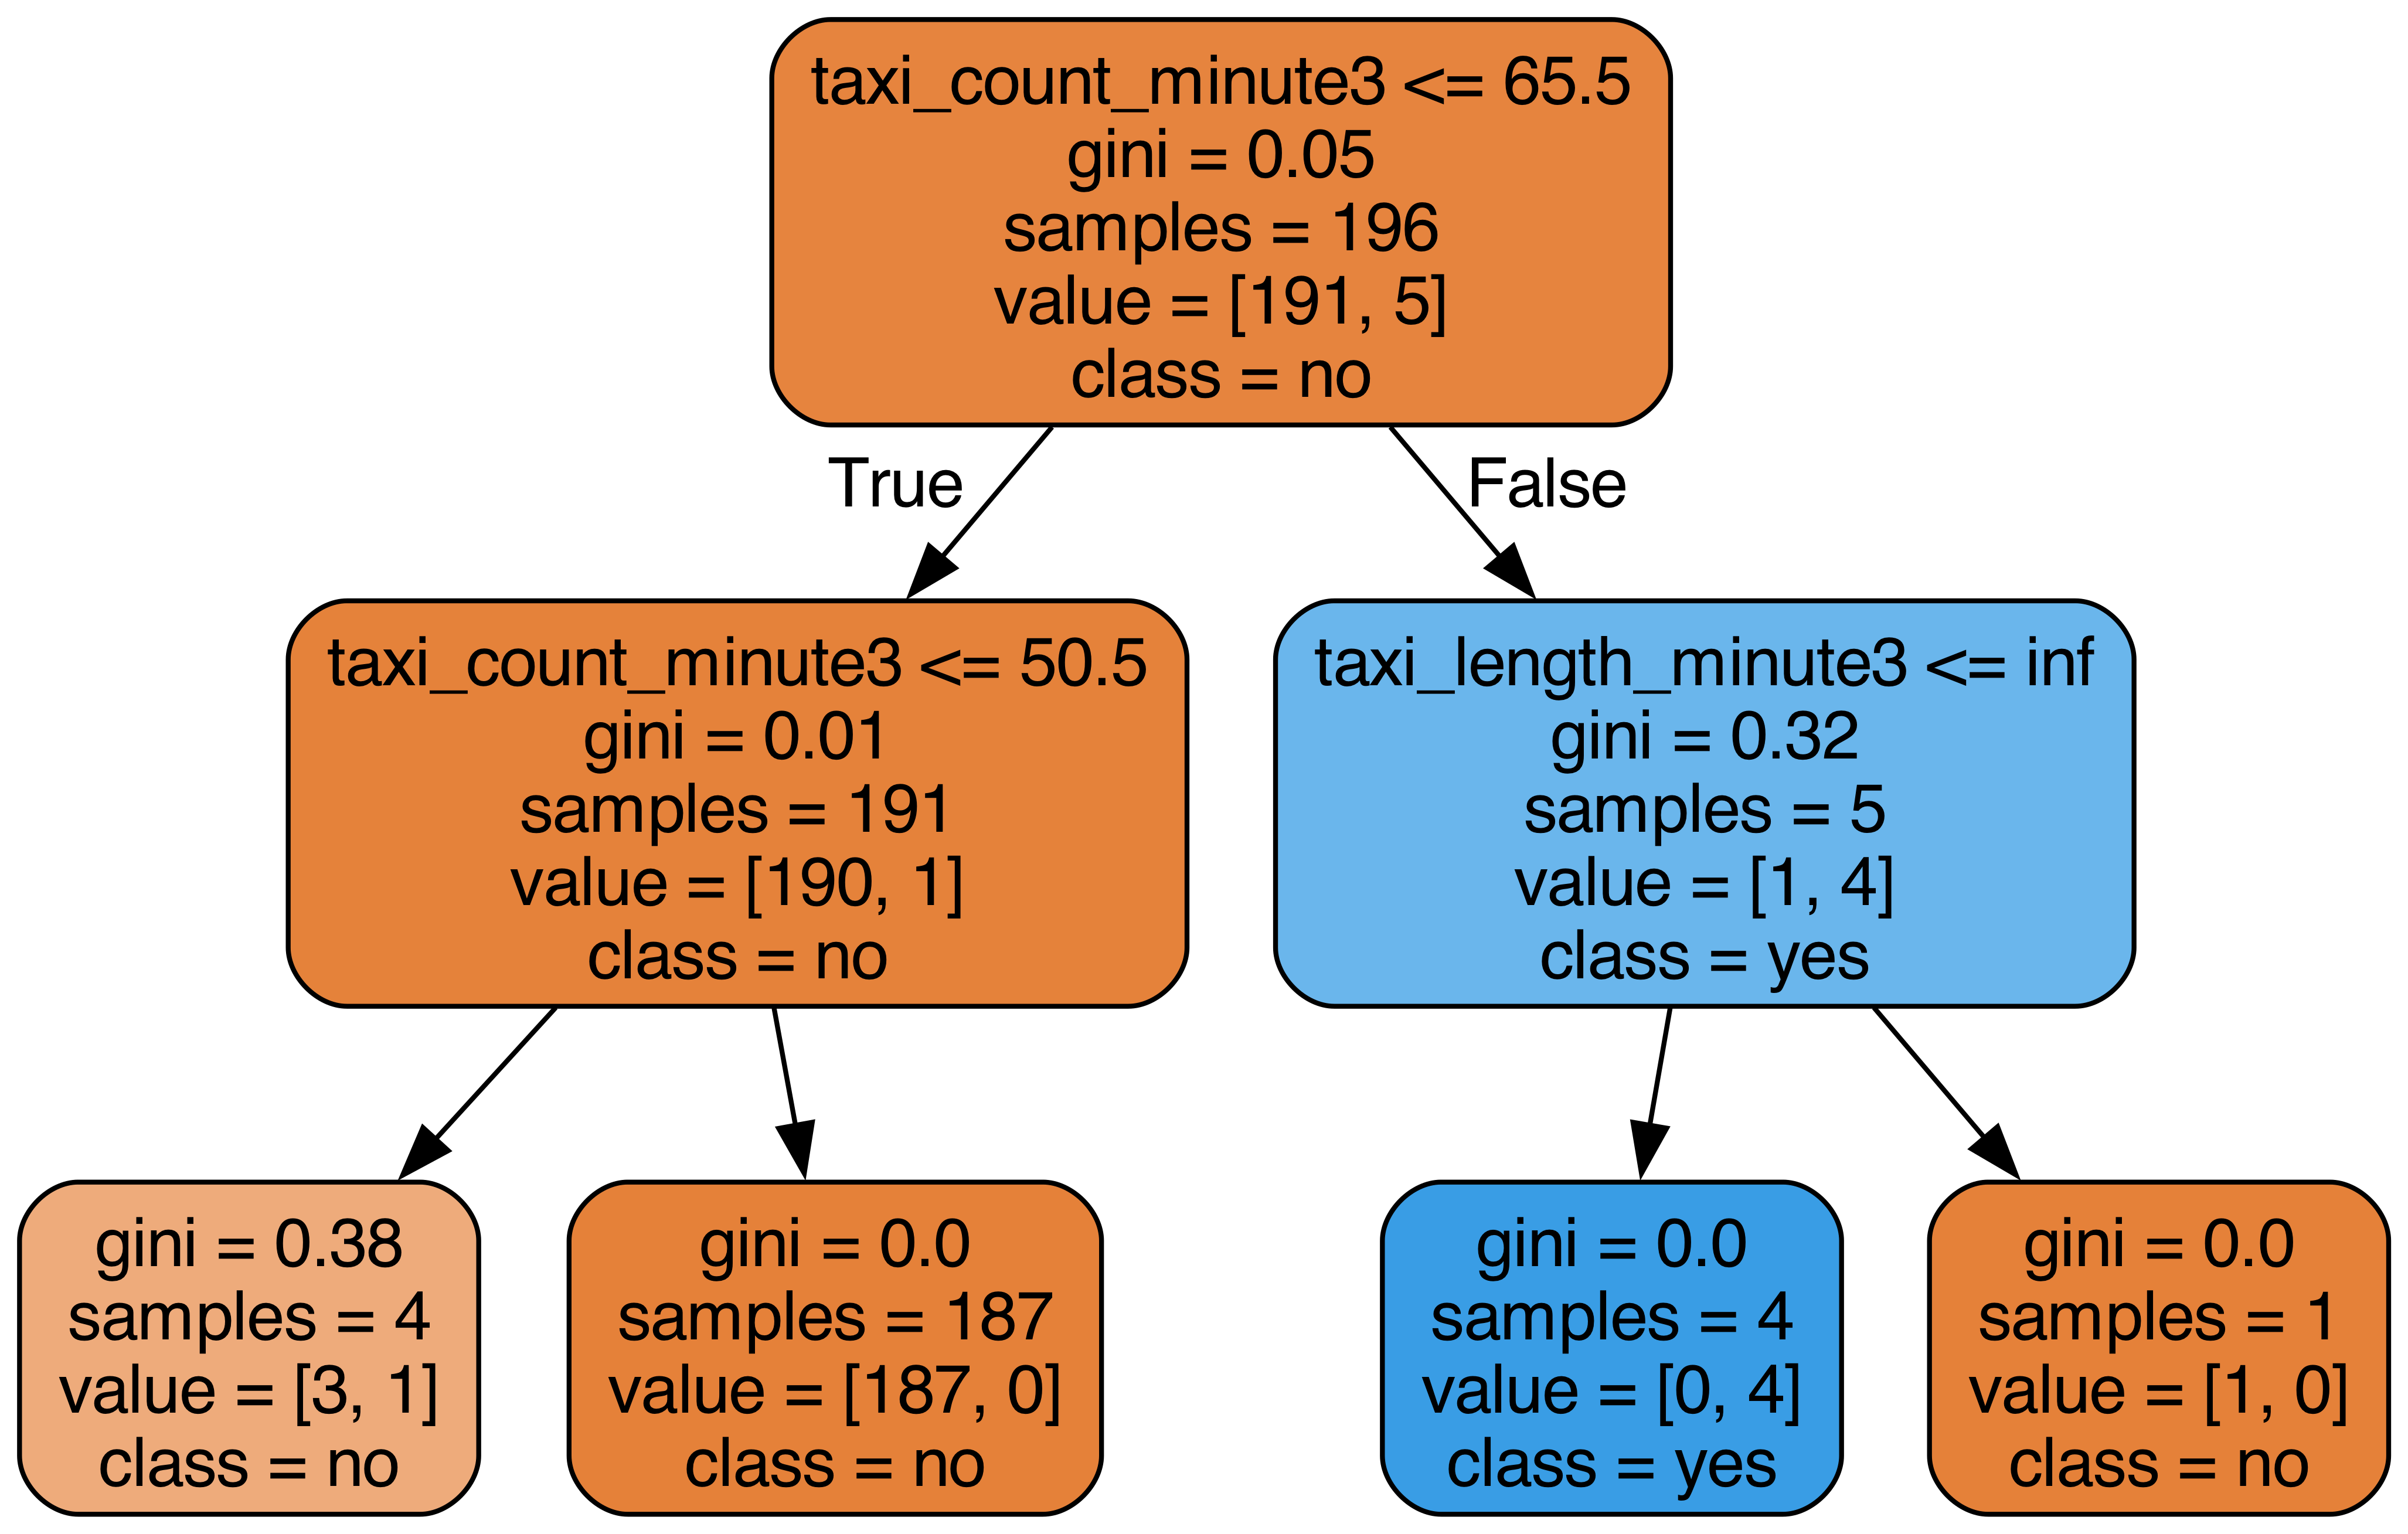 taxi_count_minute3 <= 65.5
gini = 0.05
samples = 196
value = [191, 5]
class = no
True
False
taxi_count_minute3 <= 50.5
gini = 0.01
samples = 191
value = [190, 1]
class = no
taxi_length_minute3 <= inf
gini = 0.32
samples = 5
value = [1, 4]
class = yes
gini = 0.38
samples = 4
value = [3, 1]
class = no
gini = 0.0
samples = 187
value = [187, 0]
class = no
gini = 0.0
samples = 4
value = [0, 4]
class = yes
gini = 0.0
samples = 1
value = [1, 0]
class = no